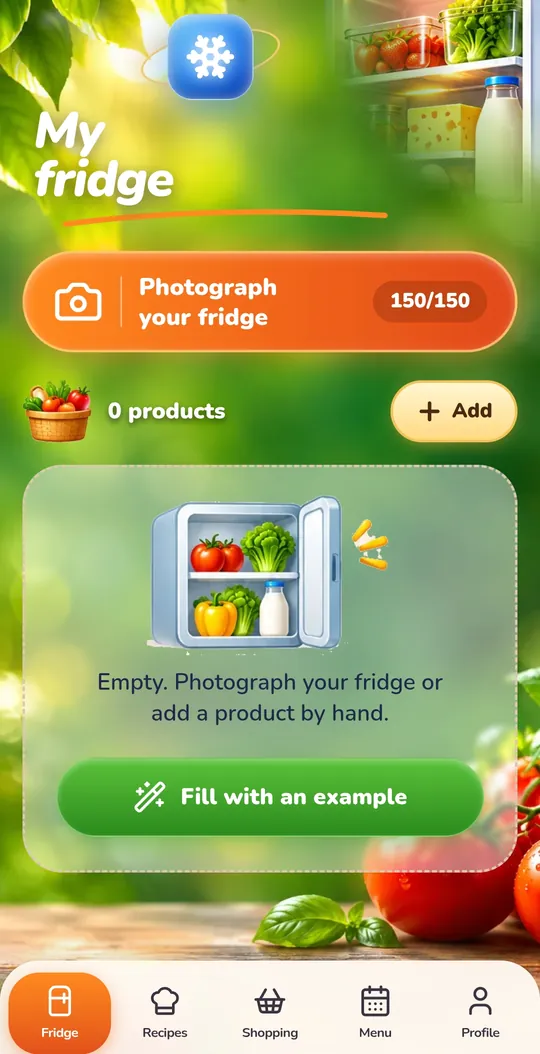 My
fridge
Photograph
your fridge
150/150
0 products
Add
Empty. Photograph your fridge or
add a product by hand.
Fill with an example
Fridge
Recipes
Shopping
Menu
Profile